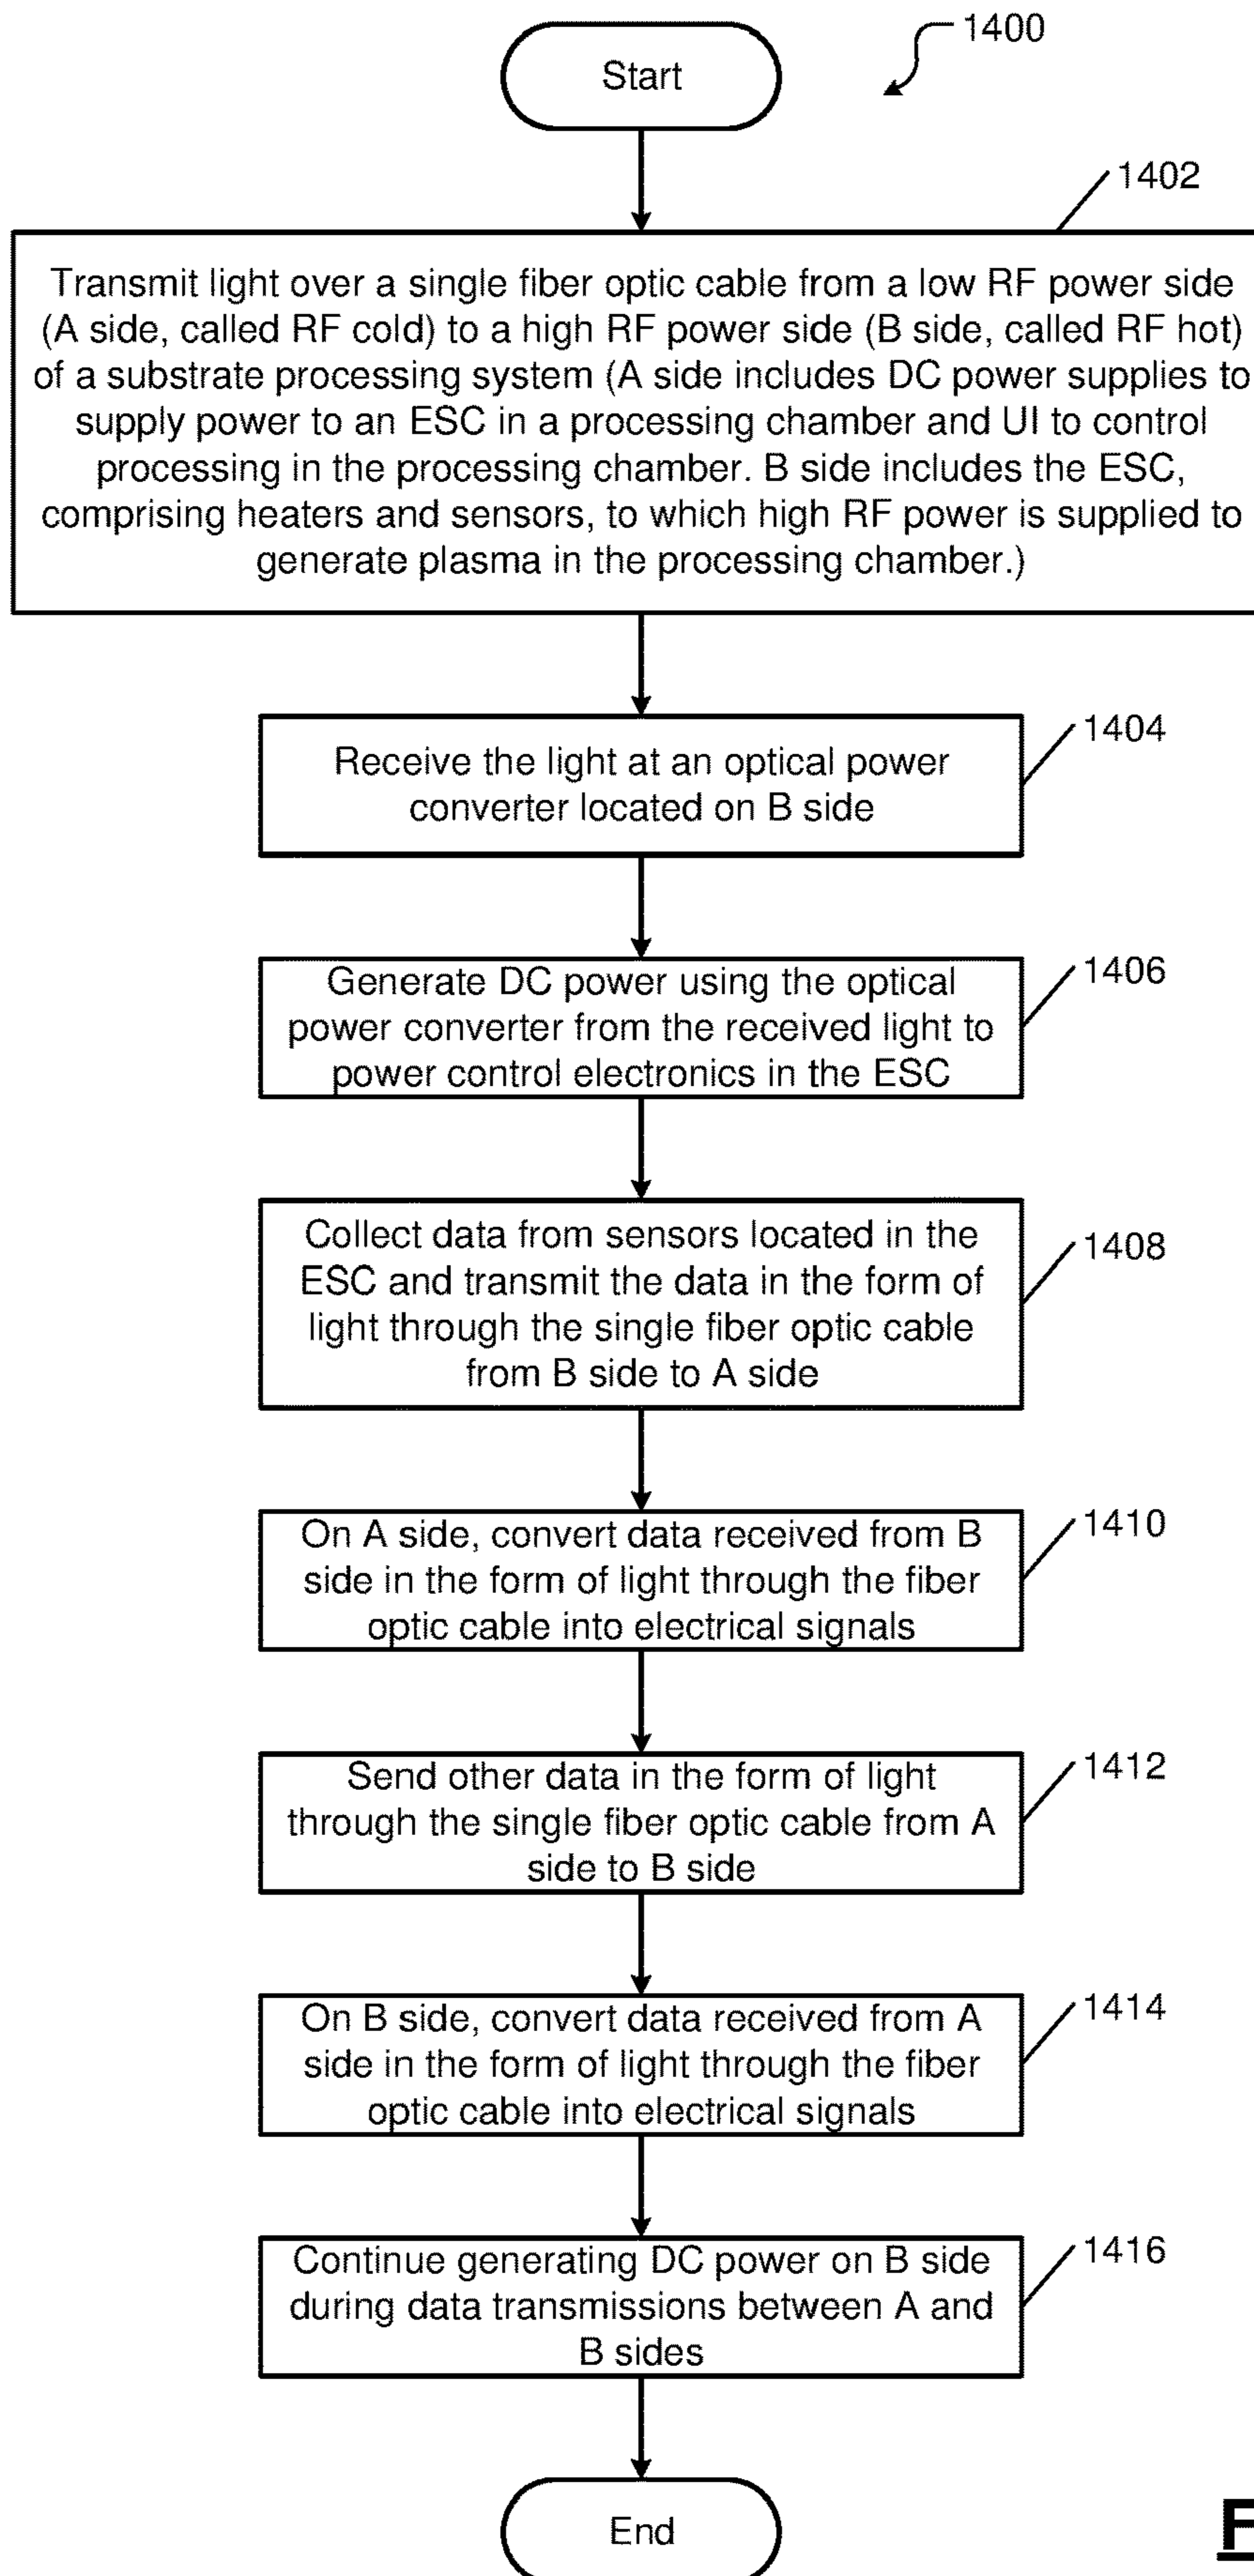 Start
1400
1402
Transmit light over a single fiber optic cable from a low RF power side
(A side, called RF cold) to a high RF power side (B side, called RF hot)
of a substrate processing system (A side includes DC power supplies to
supply power to an ESC in a processing chamber and UI to control
processing in the processing chamber. B side includes the ESC,
comprising heaters and sensors, to which high RF power is supplied to
generate plasma in the processing chamber.)
1404
Receive the light at an optical power
converter located on B side
1406
Generate DC power using the optical
power converter from the received light to
power control electronics in the ESC
1408
Collect data from sensors located in the
ESC and transmit the data in the form of
light through the single fiber optic cable
from B side to A side
1410
On A side, convert data received from B
side in the form of light through the fiber
optic cable into electrical signals
1412
Send other data in the form of light
through the single fiber optic cable from A
side to B side
1414
On B side, convert data received from A
side in the form of light through the fiber
optic cable into electrical signals
1416
Continue generating DC power on B side
during data transmissions between A and
B sides
End